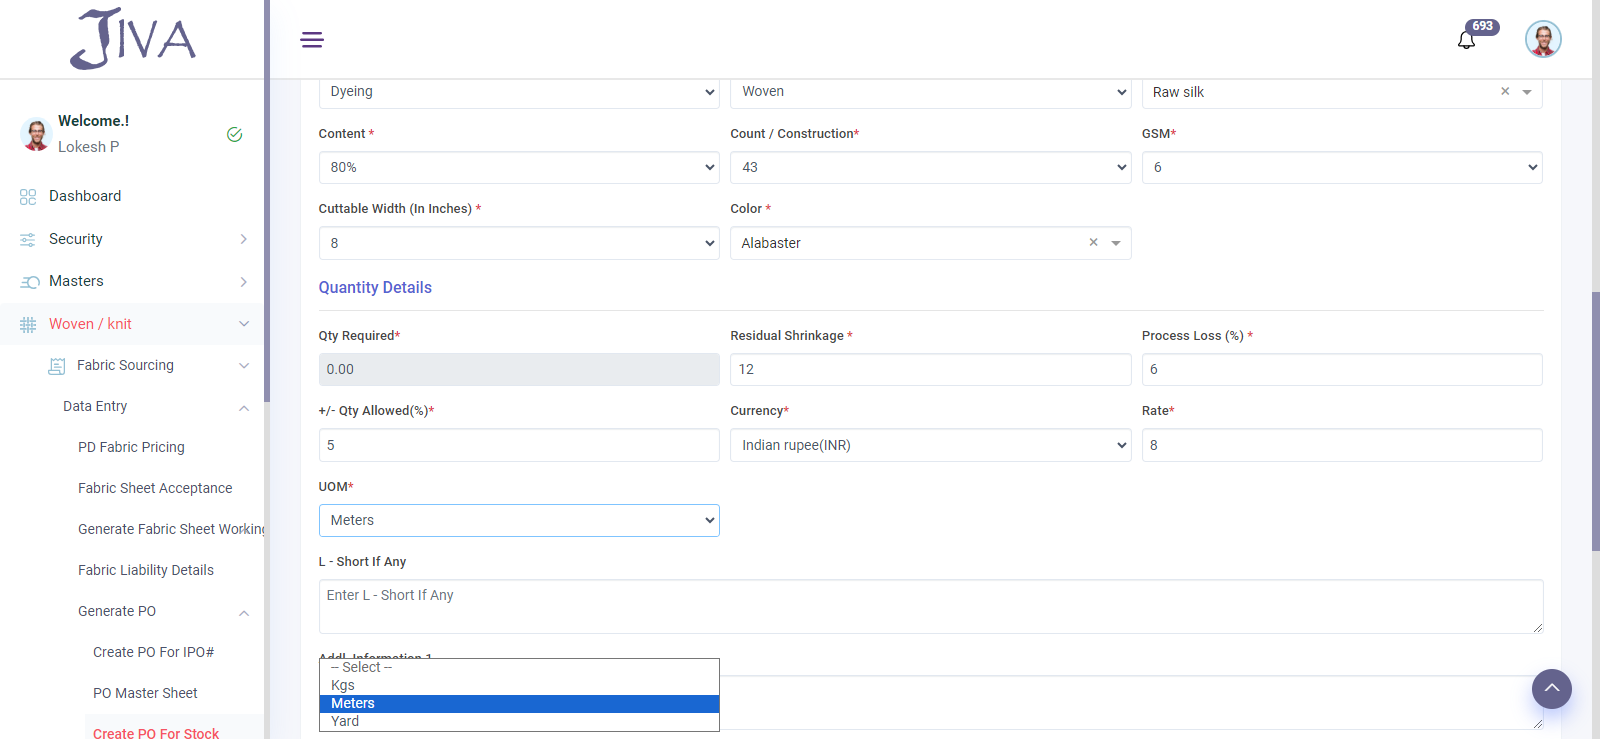 JIVA
693
Welcome.!
Lokesh P
Dashboard
Security
Masters
Woven / knit
Fabric Sourcing
Data Entry
PD Fabric Pricing
Fabric Sheet Acceptance
Generate Fabric Sheet Working
Fabric Liability Details
Generate PO
Create PO For IPO#
PO Master Sheet
Create PO For Stock
Dyeing Woven Raw silk ×
Content * Count / Construction* GSM*
80% 43 6
Cuttable Width (In Inches) * Color *
8 Alabaster ×
Quantity Details
Qty Required* Residual Shrinkage * Process Loss (%) *
0.00 12 6
+/- Qty Allowed(%)* Currency* Rate*
5 Indian rupee(INR) 8
UOM*
Meters
L - Short If Any
Enter L - Short If Any
Addl. Information 1
-- Select --
Kgs
Meters
Yard